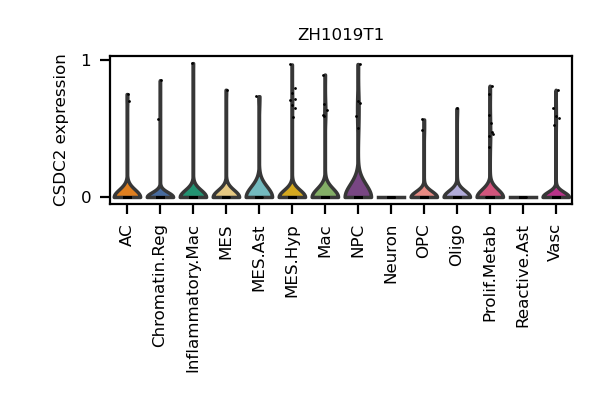 ZH1019T1
CSDC2 expression
1
0
AC
Chromatin.Reg
Inflammatory.Mac
MES
MES.Ast
MES.Hyp
Mac
NPC
Neuron
OPC
Oligo
Prolif.Metab
Reactive.Ast
Vasc